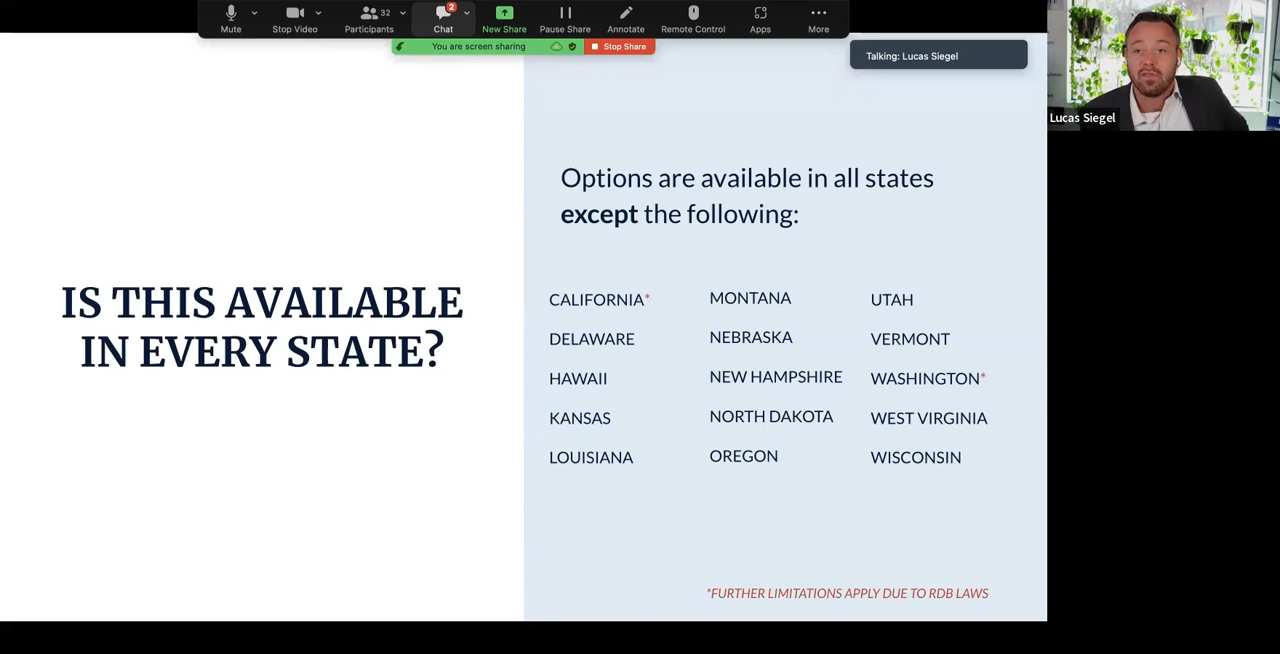 Mute
Stop Video
32
Participants
2
Chat
New Share
Pause Share
Annotate
Remote Control
Apps
More
You are screen sharing
Stop Share
Talking: Lucas Siegel
Lucas Siegel
IS THIS AVAILABLE
IN EVERY STATE?
Options are available in all states
except the following:
CALIFORNIA*
DELAWARE
HAWAII
KANSAS
LOUISIANA
MONTANA
NEBRASKA
NEW HAMPSHIRE
NORTH DAKOTA
OREGON
UTAH
VERMONT
WASHINGTON*
WEST VIRGINIA
WISCONSIN
*FURTHER LIMITATIONS APPLY DUE TO RDB LAWS